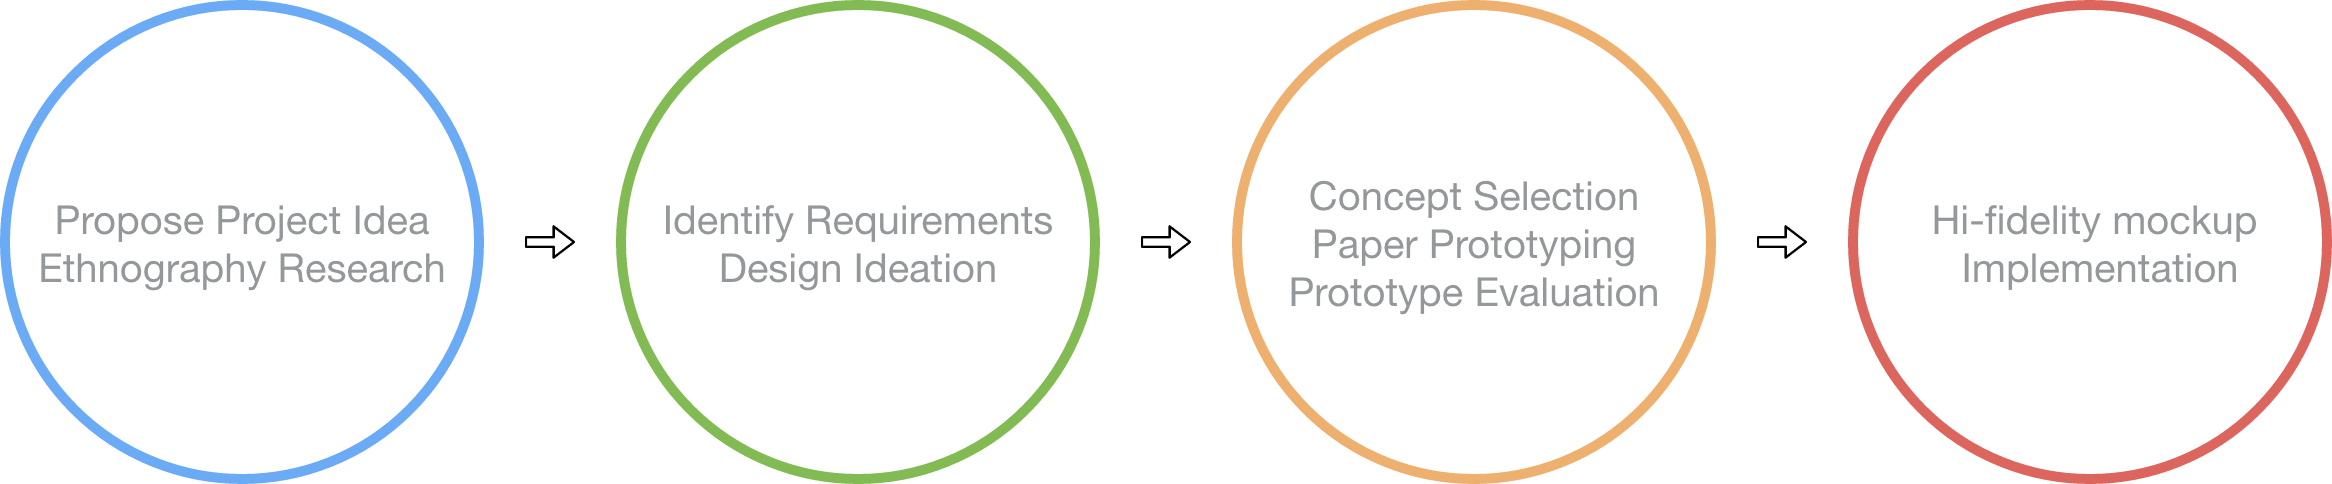 Propose Project Idea
Ethnography Research
Identify Requirements
Design Ideation
Concept Selection
Paper Prototyping
Prototype Evaluation
Hi-fidelity mockup
Implementation